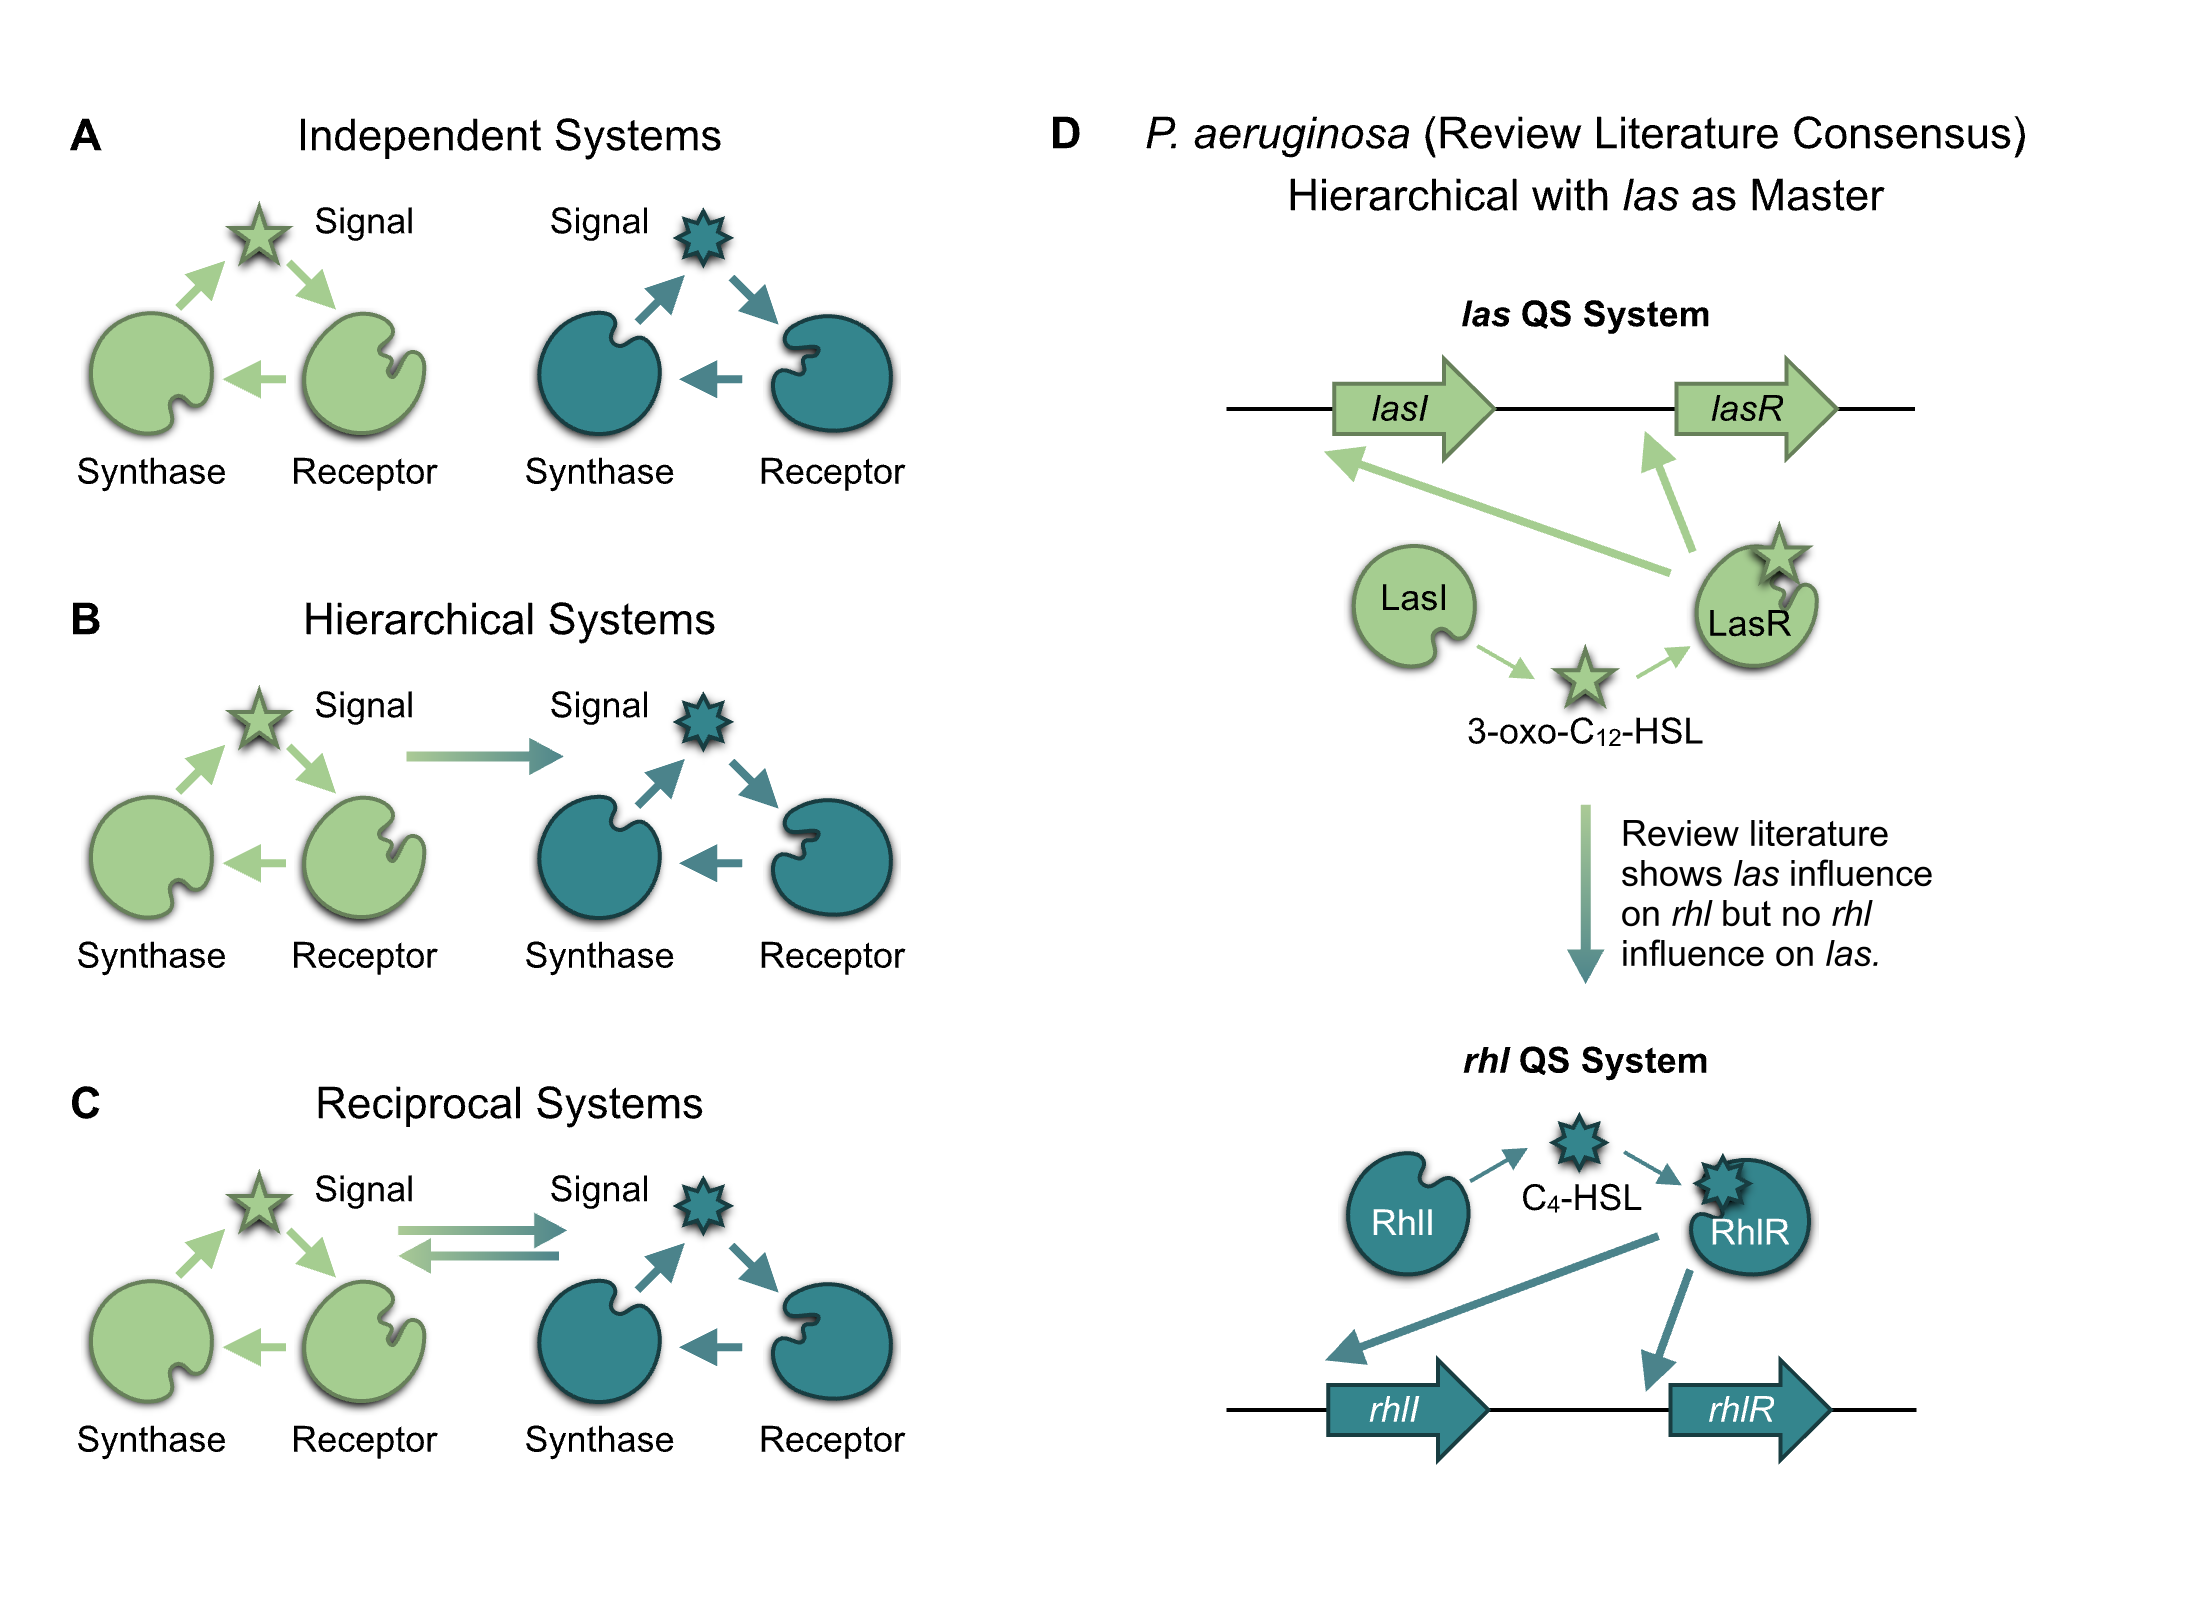 A Independent Systems
Signal Signal
Synthase Receptor Synthase Receptor
B Hierarchical Systems
Signal Signal
Synthase Receptor Synthase Receptor
C Reciprocal Systems
Signal Signal
Synthase Receptor Synthase Receptor
D P. aeruginosa (Review Literature Consensus)
Hierarchical with las as Master
las QS System
lasI lasR
LasI LasR
3-oxo-C₁₂-HSL
Review literature
shows las influence
on rhl but no rhl
influence on las.
rhl QS System
C₄-HSL
RhlI RhlR
rhlI rhlR